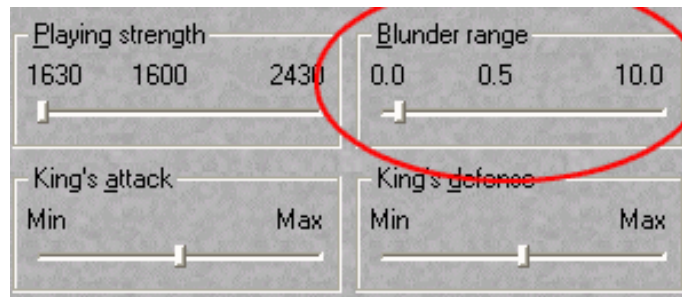 Playing strength
1630 1600 2430
Blunder range
0.0 0.5 10.0
King's attack
Min Max
King's defense
Min Max